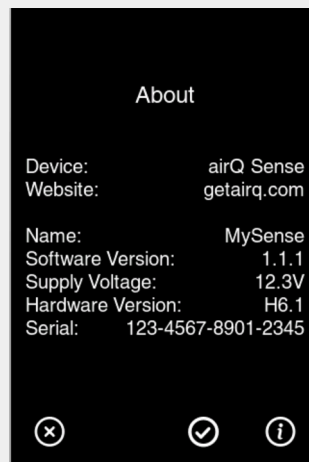 About
Device: airQ Sense
Website: getairq.com
Name: MySense
Software Version: 1.1.1
Supply Voltage: 12.3V
Hardware Version: H6.1
Serial: 123-4567-8901-2345